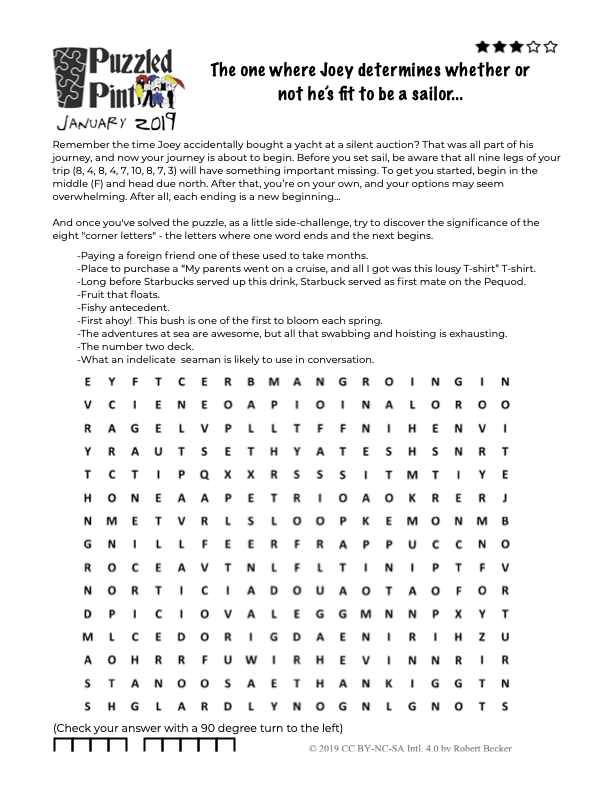 Puzzled
Pint
JANUARY 2019
The one where Joey determines whether or
not he's fit to be a sailor...
Remember the time Joey accidentally bought a yacht at a silent auction? That was all part of his
journey, and now your journey is about to begin. Before you set sail, be aware that all nine legs of your
trip (8, 4, 8, 4, 7, 10, 8, 7, 3) will have something important missing. To get you started, begin in the
middle (F) and head due north. After that, you're on your own, and your options may seem
overwhelming. After all, each ending is a new beginning...
And once you've solved the puzzle, as a little side-challenge, try to discover the significance of the
eight "corner letters" - the letters where one word ends and the next begins.
-Paying a foreign friend one of these used to take months.
-Place to purchase a "My parents went on a cruise, and all I got was this lousy T-shirt" T-shirt.
-Long before Starbucks served up this drink, Starbuck served as first mate on the Pequod.
-Fruit that floats.
-Fishy antecedent.
-First ahoy! This bush is one of the first to bloom each spring.
-The adventures at sea are awesome, but all that swabbing and hoisting is exhausting.
-The number two deck.
-What an indelicate seaman is likely to use in conversation.
E Y F T C E R B M A N G R O I N G I N
V C I E N E O A P I O I N A L O R O O
R A G E L V P L L T F F N I H E N V I
Y R A U T S E T H Y A T E S H S N R T
T C T I P Q X X R S S S I T M T I Y E
H O N E A A P E T R I O A O K R E R J
N M E T V R L S L O O P K E M O N M B
G N I L L F E E R F R A P P U C C N O
R O C E A V T N L F L T I N I P T F V
N O R T I C I A D O U A O T A O F O R
D P I C I O V A L E G G M N N P X Y T
M L C E D O R I G D A E N I R I H Z U
A O H R R F U W I R H E V I N N R I R
S T A N O O S A E T H A N K I G G T N
S H G L A R D L Y N O G N L G N O T S
(Check your answer with a 90 degree turn to the left)
© 2019 CC BY-NC-SA Intl. 4.0 by Robert Becker